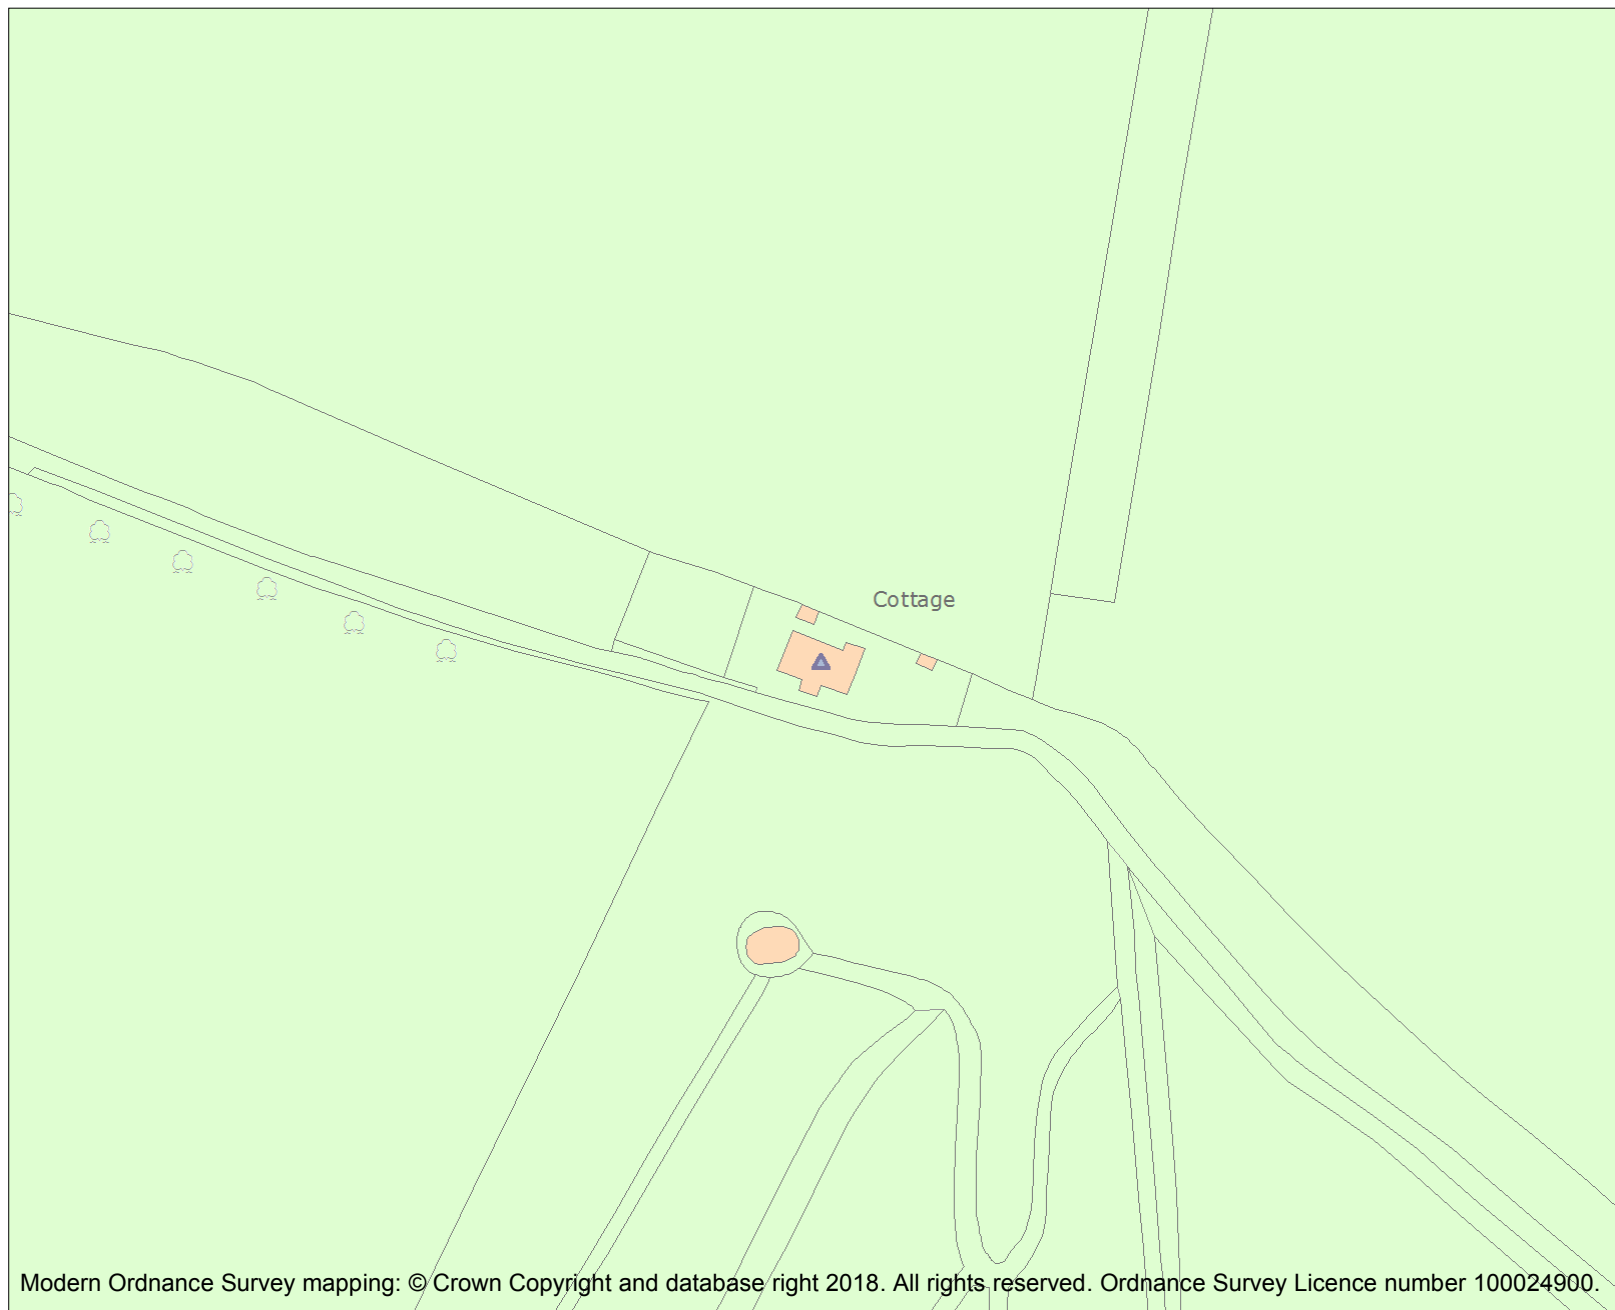 Cottage
Modern Ordnance Survey mapping: © Crown Copyright and database right 2018. All rights reserved. Ordnance Survey Licence number 100024900.